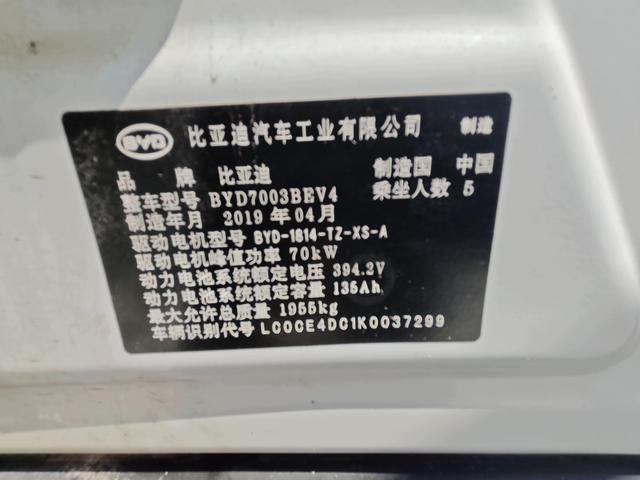 BYD 比亚迪汽车工业有限公司 制造
品 牌 比亚迪 制造国 中国
整车型号 BYD7003BEV4 乘坐人数 5
制造年月 2019 年 04 月
驱动电机型号 BYD-1814-TZ-XS-A
驱动电机峰值功率 70kW
动力电池系统额定电压 394.2V
动力电池系统额定容量 135Ah
最大允许总质量 1955kg
车辆识别代号 LC0CE4DC1K0037299